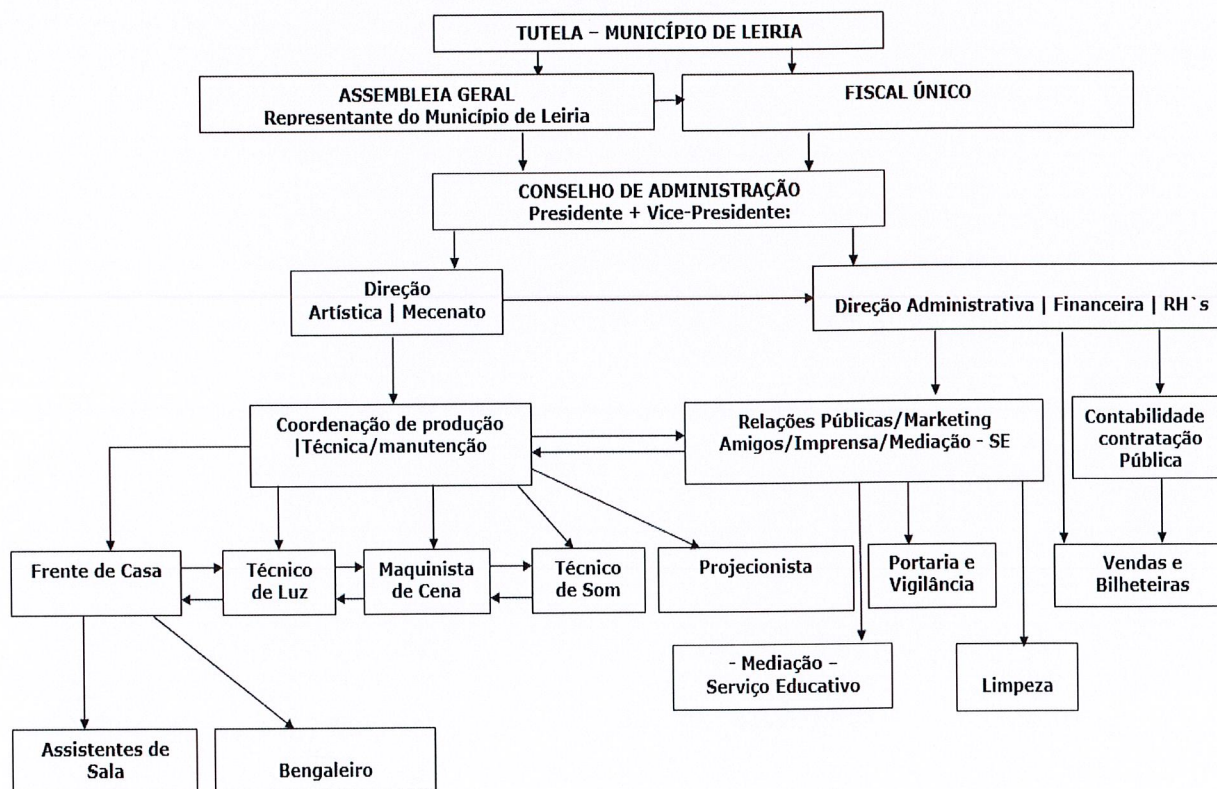 TUTELA – MUNICÍPIO DE LEIRIA
ASSEMBLEIA GERAL
Representante do Município de Leiria
FISCAL ÚNICO
CONSELHO DE ADMINISTRAÇÃO
Presidente + Vice-Presidente:
Direção
Artística | Mecenato
Direção Administrativa | Financeira | RH`s
Coordenação de produção
|Técnica/manutenção
Relações Públicas/Marketing
Amigos/Imprensa/Mediação - SE
Contabilidade
contratação
Pública
Frente de Casa
Técnico
de Luz
Maquinista
de Cena
Técnico
de Som
Projecionista
Portaria e
Vigilância
Vendas e
Bilheteiras
- Mediação –
Serviço Educativo
Limpeza
Assistentes de
Sala
Bengaleiro